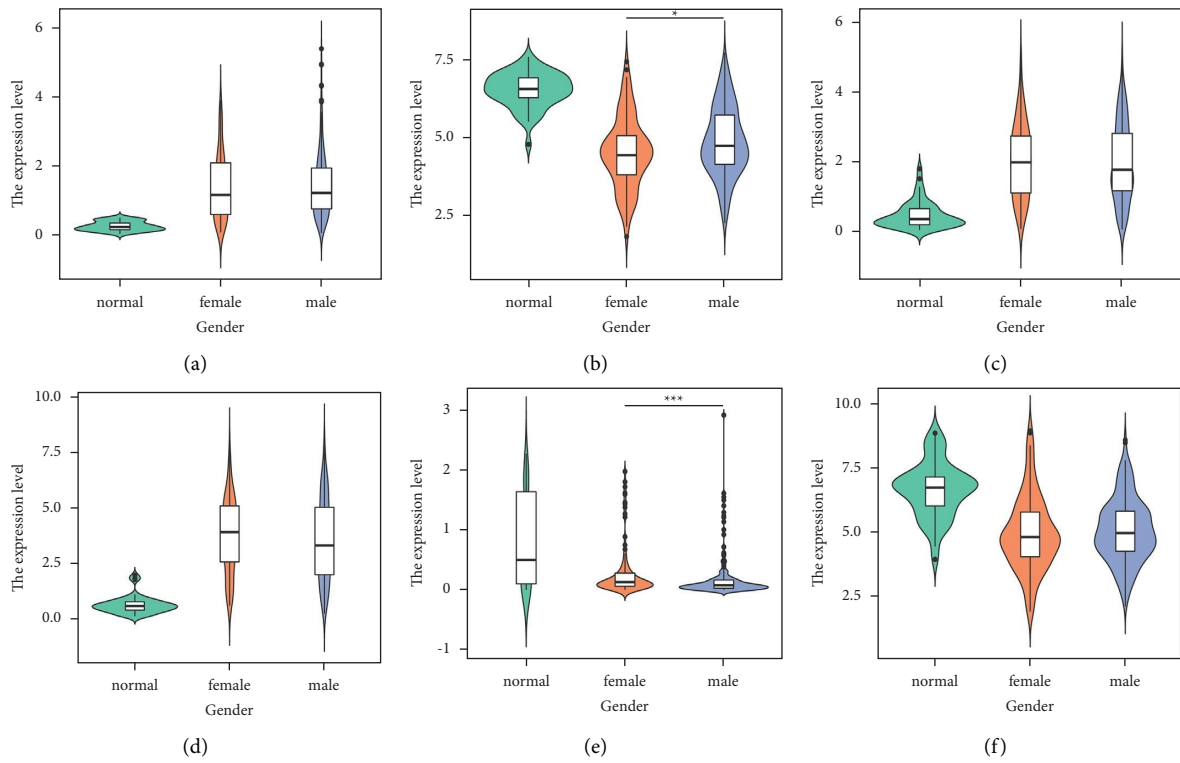 The expression level
6
4
2
0
normal female male
Gender
(a)
The expression level
*
7.5
5.0
2.5
normal female male
Gender
(b)
The expression level
6
4
2
0
normal female male
Gender
(c)
The expression level
10.0
7.5
5.0
2.5
0.0
normal female male
Gender
(d)
The expression level
***
3
2
1
0
-1
normal female male
Gender
(e)
The expression level
10.0
7.5
5.0
2.5
normal female male
Gender
(f)